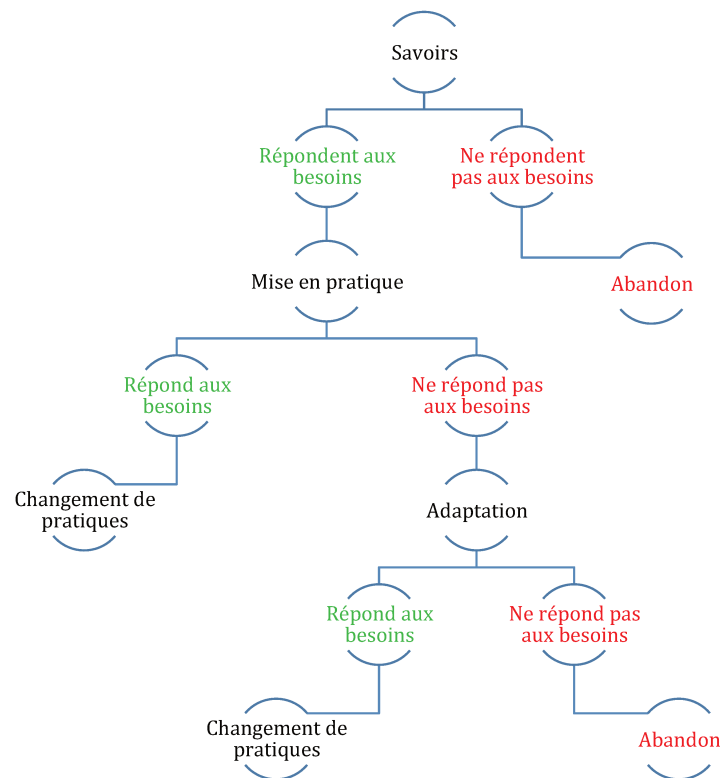 Savoirs
Répondent aux
besoins
Ne répondent
pas aux besoins
Mise en pratique
Abandon
Répond aux
besoins
Ne répond pas
aux besoins
Changement de
pratiques
Adaptation
Répond aux
besoins
Ne répond pas
aux besoins
Changement de
pratiques
Abandon